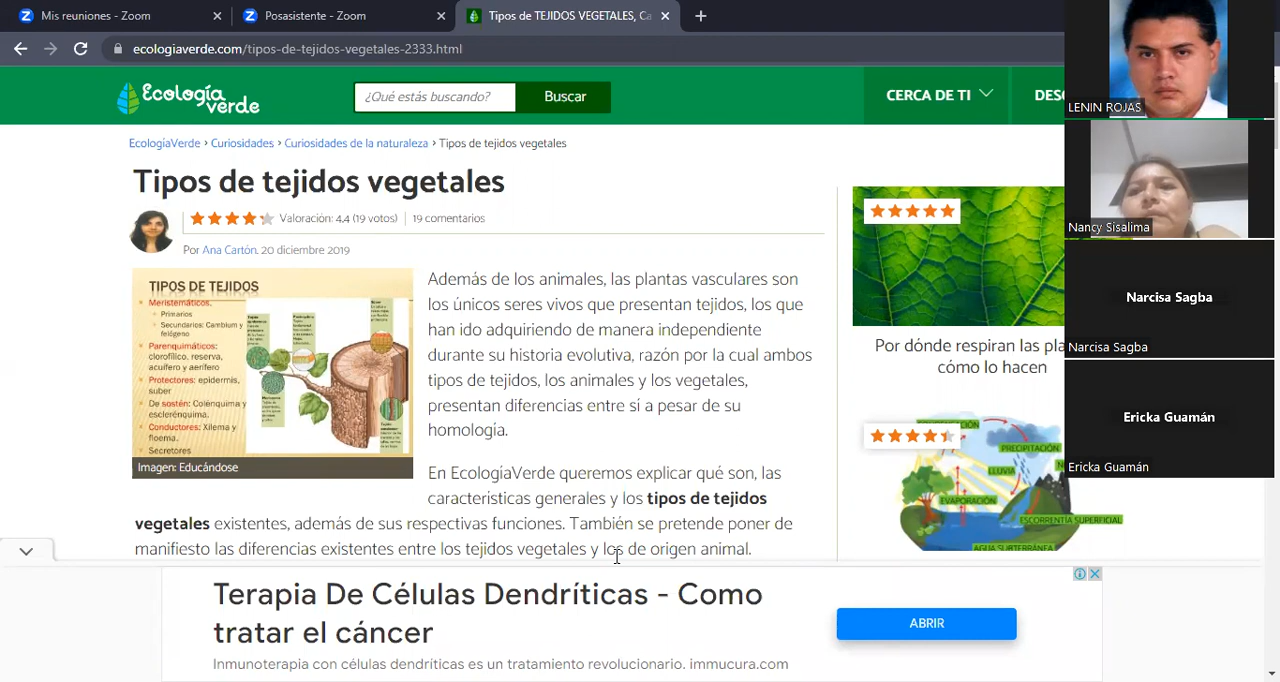 Mis reuniones - Zoom
Posasistente - Zoom
Tipos de TEJIDOS VEGETALES, Ca
ecologiaverde.com/tipos-de-tejidos-vegetales-2333.html
Ecología verde
¿Qué estás buscando?
Buscar
CERCA DE TI
DESC
EcologíaVerde › Curiosidades › Curiosidades de la naturaleza › Tipos de tejidos vegetales
Tipos de tejidos vegetales
Valoración: 4,4 (19 votos)
19 comentarios
Por Ana Cartón. 20 diciembre 2019
TIPOS DE TEJIDOS
Meristemáticos:
Primarios
Secundarios: Cambium y
felógeno
Parenquimáticos:
clorofílico, reserva,
acuífero y aerífero
Protectores: epidermis,
suber
De sostén: Colénquima y
esclerénquima.
Conductores: Xilema y
floema.
Secretores
Imagen: Educándose
Además de los animales, las plantas vasculares son
los únicos seres vivos que presentan tejidos, los que
han ido adquiriendo de manera independiente
durante su historia evolutiva, razón por la cual ambos
tipos de tejidos, los animales y los vegetales,
presentan diferencias entre sí a pesar de su
homología.
En EcologíaVerde queremos explicar qué son, las
características generales y los tipos de tejidos
vegetales existentes, además de sus respectivas funciones. También se pretende poner de
manifiesto las diferencias existentes entre los tejidos vegetales y los de origen animal.
Por dónde respiran las pla
cómo lo hacen
PRECIPITACIÓN
LLUVIA
EVAPORACIÓN
ESCORRENTÍA SUPERFICIAL
AGUA SUBTERRÁNEA
Terapia De Células Dendríticas - Como
tratar el cáncer
Inmunoterapia con células dendríticas es un tratamiento revolucionario. immucura.com
ABRIR
LENIN ROJAS
Nancy Sisalima
Narcisa Sagba
Narcisa Sagba
Ericka Guamán
Ericka Guamán